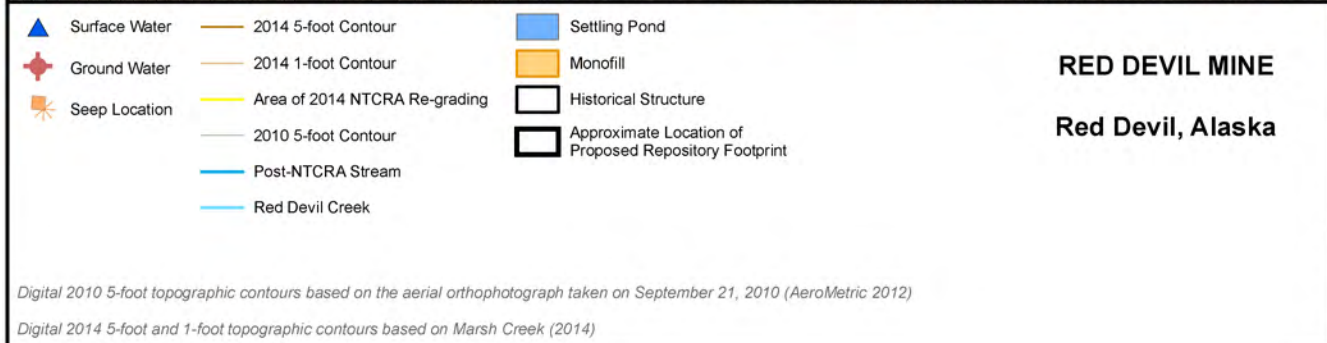 Surface Water
Ground Water
Seep Location
2014 5-foot Contour
2014 1-foot Contour
Area of 2014 NTCRA Re-grading
2010 5-foot Contour
Post-NTCRA Stream
Red Devil Creek
Settling Pond
Monofill
Historical Structure
Approximate Location of
Proposed Repository Footprint
RED DEVIL MINE
Red Devil, Alaska
Digital 2010 5-foot topographic contours based on the aerial orthophotograph taken on September 21, 2010 (AeroMetric 2012)
Digital 2014 5-foot and 1-foot topographic contours based on Marsh Creek (2014)